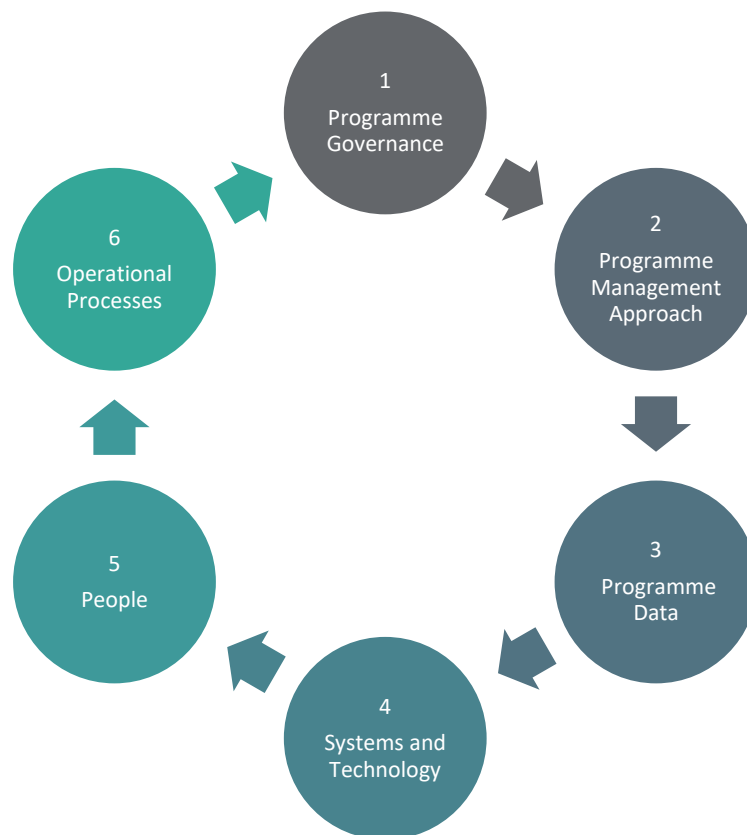 1
Programme
Governance
2
Programme
Management
Approach
3
Programme
Data
4
Systems and
Technology
5
People
6
Operational
Processes